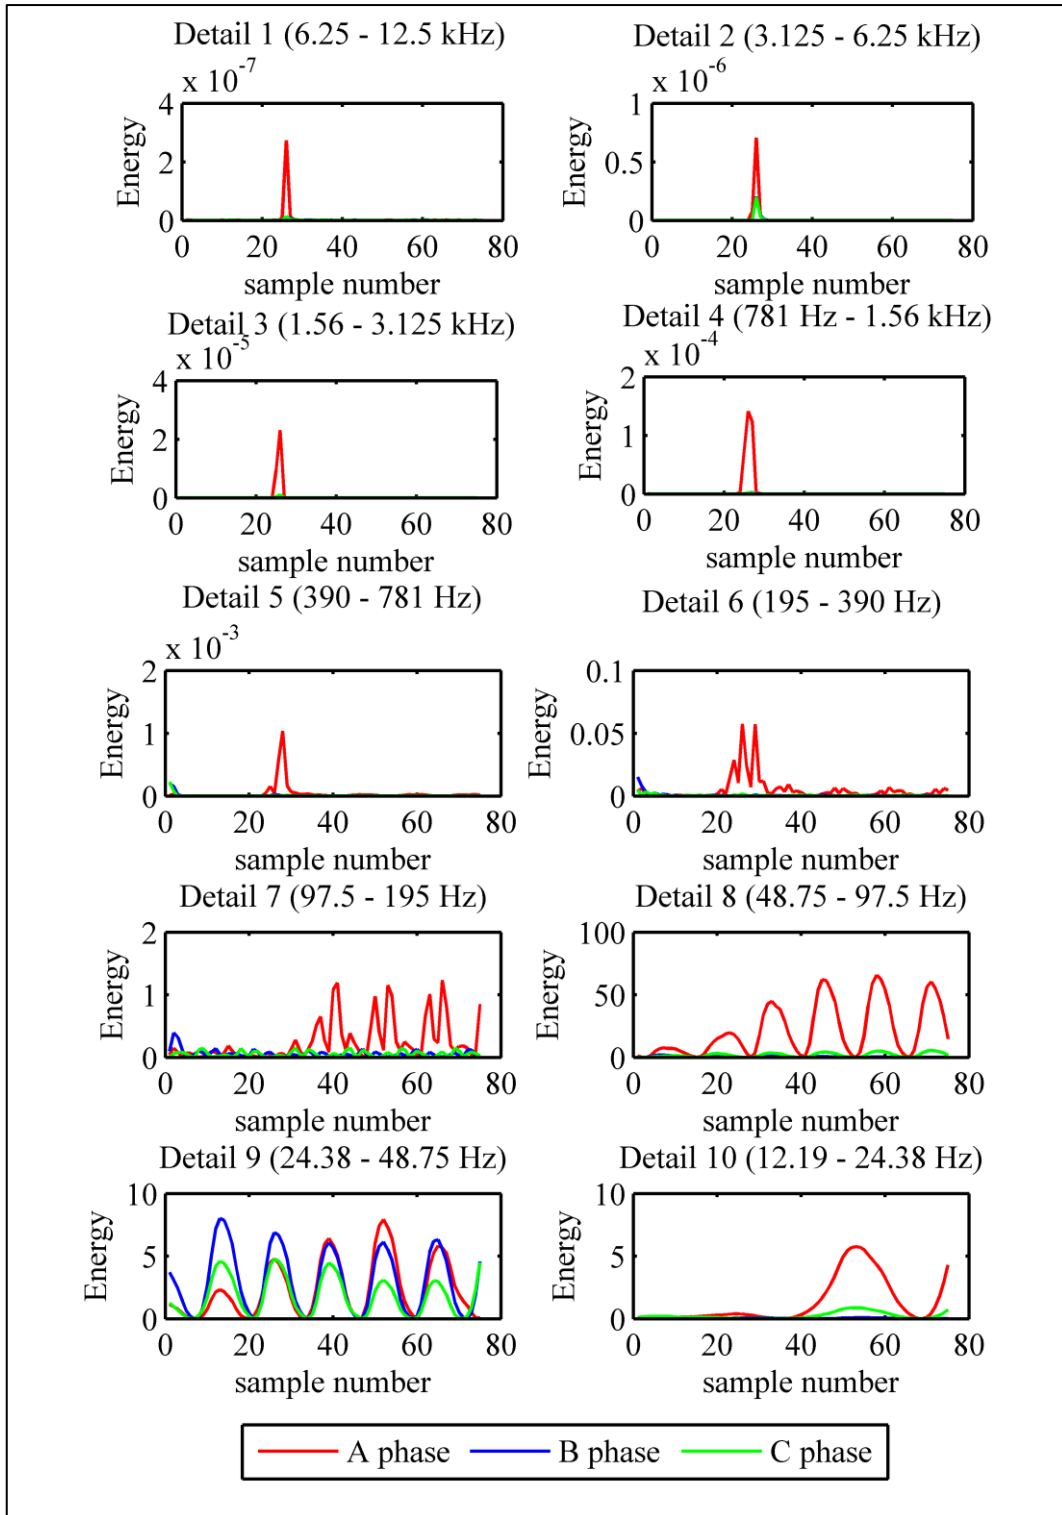 Detail 1 (6.25 - 12.5 kHz)
x 10-7
4
2
0
Energy
0 20 40 60 80
sample number
Detail 2 (3.125 - 6.25 kHz)
x 10-6
1
0.5
0
Energy
0 20 40 60 80
sample number
Detail 3 (1.56 - 3.125 kHz)
x 10-5
4
2
0
Energy
0 20 40 60 80
sample number
Detail 4 (781 Hz - 1.56 kHz)
x 10-4
2
1
0
Energy
0 20 40 60 80
sample number
Detail 5 (390 - 781 Hz)
x 10-3
2
1
0
Energy
0 20 40 60 80
sample number
Detail 6 (195 - 390 Hz)
0.1
0.05
0
Energy
0 20 40 60 80
sample number
Detail 7 (97.5 - 195 Hz)
2
1
0
Energy
0 20 40 60 80
sample number
Detail 8 (48.75 - 97.5 Hz)
100
50
0
Energy
0 20 40 60 80
sample number
Detail 9 (24.38 - 48.75 Hz)
10
5
0
Energy
0 20 40 60 80
sample number
Detail 10 (12.19 - 24.38 Hz)
10
5
0
Energy
0 20 40 60 80
sample number
A phase B phase C phase